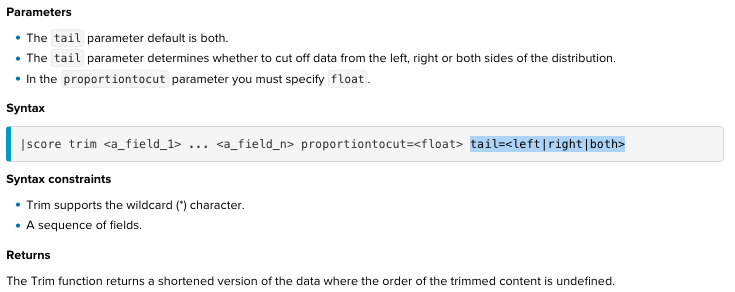 Parameters
• The tail parameter default is both.
• The tail parameter determines whether to cut off data from the left, right or both sides of the distribution.
• In the proportiontocut parameter you must specify float.
Syntax
|score trim <a_field_1> ... <a_field_n> proportiontocut=<float> tail=<left|right|both>
Syntax constraints
• Trim supports the wildcard (*) character.
• A sequence of fields.
Returns
The Trim function returns a shortened version of the data where the order of the trimmed content is undefined.